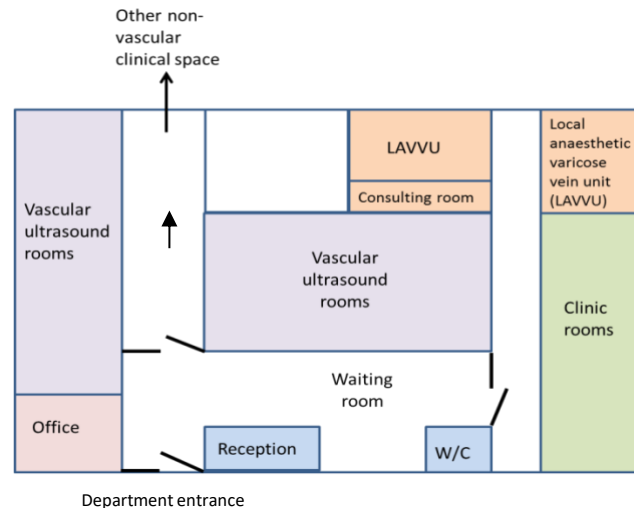 Other non-
vascular
clinical space
LAVVU
Consulting room
Local
anaesthetic
varicose
vein unit
(LAVVU)
Vascular
ultrasound
rooms
Vascular
ultrasound
rooms
Clinic
rooms
Waiting
room
Office
Reception
W/C
Department entrance